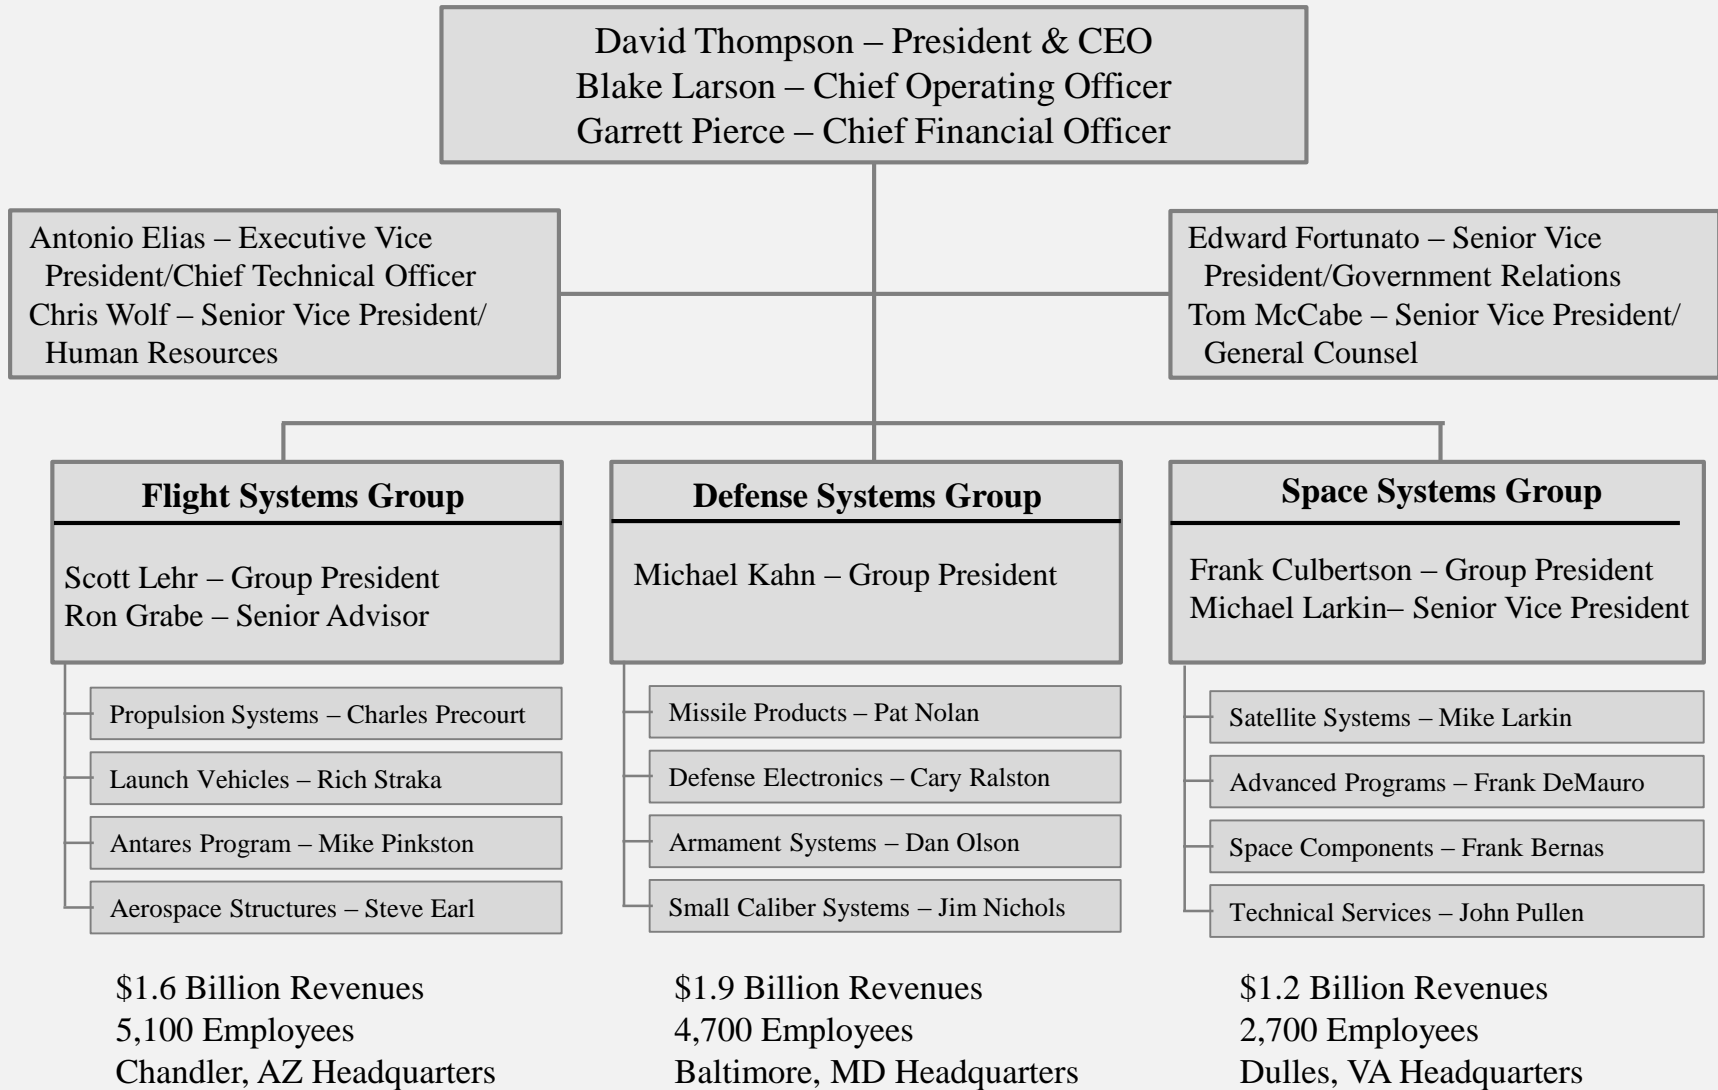 David Thompson – President & CEO
Blake Larson – Chief Operating Officer
Garrett Pierce – Chief Financial Officer
Antonio Elias – Executive Vice
President/Chief Technical Officer
Chris Wolf – Senior Vice President/
Human Resources
Edward Fortunato – Senior Vice
President/Government Relations
Tom McCabe – Senior Vice President/
General Counsel
Flight Systems Group
Scott Lehr – Group President
Ron Grabe – Senior Advisor
Propulsion Systems – Charles Precourt
Launch Vehicles – Rich Straka
Antares Program – Mike Pinkston
Aerospace Structures – Steve Earl
$1.6 Billion Revenues
5,100 Employees
Chandler, AZ Headquarters
Defense Systems Group
Michael Kahn – Group President
Missile Products – Pat Nolan
Defense Electronics – Cary Ralston
Armament Systems – Dan Olson
Small Caliber Systems – Jim Nichols
$1.9 Billion Revenues
4,700 Employees
Baltimore, MD Headquarters
Space Systems Group
Frank Culbertson – Group President
Michael Larkin– Senior Vice President
Satellite Systems – Mike Larkin
Advanced Programs – Frank DeMauro
Space Components – Frank Bernas
Technical Services – John Pullen
$1.2 Billion Revenues
2,700 Employees
Dulles, VA Headquarters